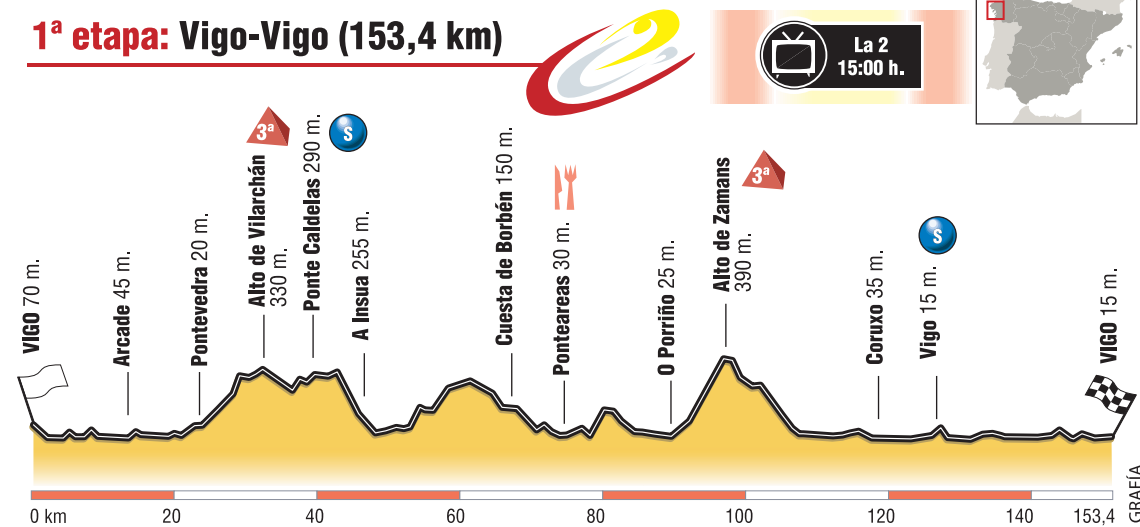 1ª etapa: Vigo-Vigo (153,4 km)
La 2
15:00 h.
VIGO 70 m.
Arcade 45 m.
Pontevedra 20 m.
Alto de Vilarchán
330 m.
3ª
Ponte Caldelas 290 m.
S
A Insua 255 m.
Cuesta de Borbén 150 m.
Ponteareas 30 m.
O Porriño 25 m.
Alto de Zamans
390 m.
3ª
Coruxo 35 m.
Vigo 15 m.
S
VIGO 15 m.
0 km
20
40
60
80
100
120
140
153,4
GRAFÍA